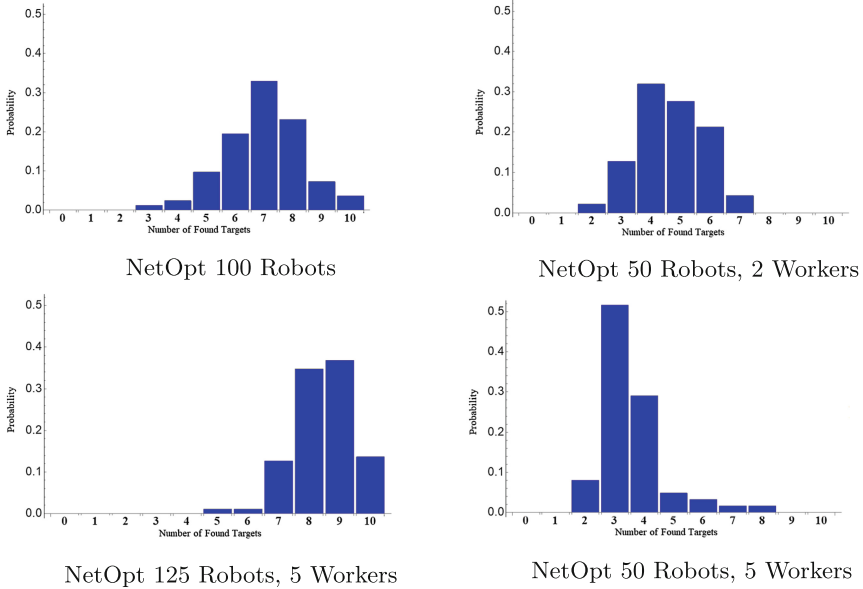 0.5
0.4
0.3
0.2
0.1
0.0
Probability
0 1 2 3 4 5 6 7 8 9 10
Number of Found Targets
NetOpt 100 Robots
0.5
0.4
0.3
0.2
0.1
0.0
Probability
0 1 2 3 4 5 6 7 8 9 10
Number of Found Targets
NetOpt 50 Robots, 2 Workers
0.5
0.4
0.3
0.2
0.1
0.0
Probability
0 1 2 3 4 5 6 7 8 9 10
Number of Found Targets
NetOpt 125 Robots, 5 Workers
0.5
0.4
0.3
0.2
0.1
0.0
Probability
0 1 2 3 4 5 6 7 8 9 10
Number of Found Targets
NetOpt 50 Robots, 5 Workers